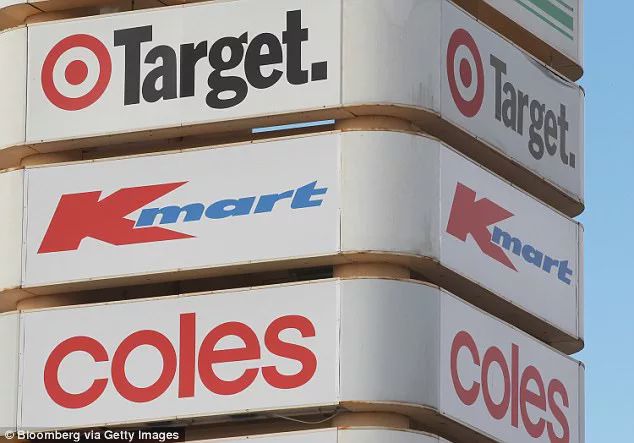 Target.
Target.
Kmart
Kmart
coles
coles
© Bloomberg via Getty Images